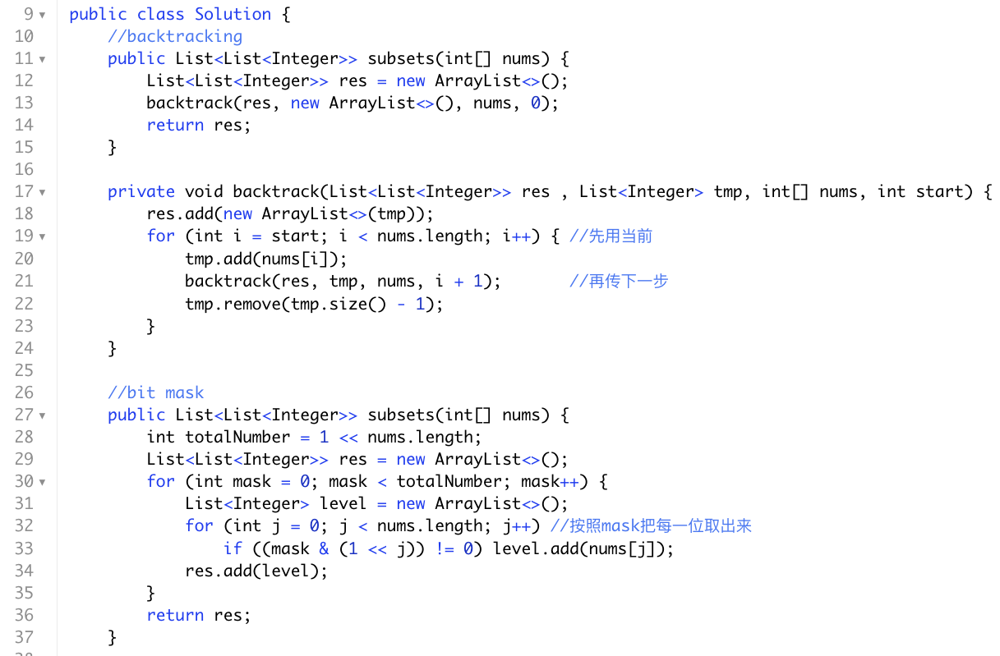 9 public class Solution {
10     //backtracking
11     public List<List<Integer>> subsets(int[] nums) {
12         List<List<Integer>> res = new ArrayList<>();
13         backtrack(res, new ArrayList<>(), nums, 0);
14         return res;
15     }
16
17     private void backtrack(List<List<Integer>> res , List<Integer> tmp, int[] nums, int start) {
18         res.add(new ArrayList<>(tmp));
19         for (int i = start; i < nums.length; i++) { //先用当前
20             tmp.add(nums[i]);
21             backtrack(res, tmp, nums, i + 1);       //再传下一步
22             tmp.remove(tmp.size() - 1);
23         }
24     }
25
26     //bit mask
27     public List<List<Integer>> subsets(int[] nums) {
28         int totalNumber = 1 << nums.length;
29         List<List<Integer>> res = new ArrayList<>();
30         for (int mask = 0; mask < totalNumber; mask++) {
31             List<Integer> level = new ArrayList<>();
32             for (int j = 0; j < nums.length; j++) //按照mask把每一位取出来
33                 if ((mask & (1 << j)) != 0) level.add(nums[j]);
34             res.add(level);
35         }
36         return res;
37     }